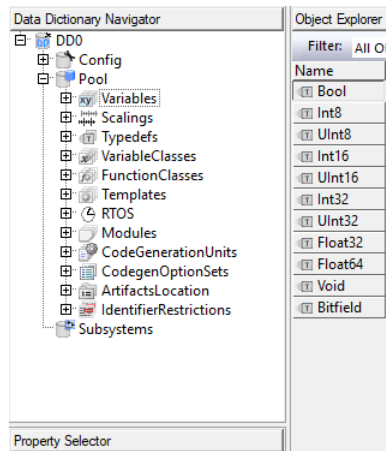 Data Dictionary Navigator
DD0
Config
Pool
Variables
Scalings
Typedefs
VariableClasses
FunctionClasses
Templates
RTOS
Modules
CodeGenerationUnits
CodegenOptionSets
ArtifactsLocation
IdentifierRestrictions
Subsystems
Property Selector
Object Explorer
Filter: All O
Name
Bool
Int8
UInt8
Int16
UInt16
Int32
UInt32
Float32
Float64
Void
Bitfield